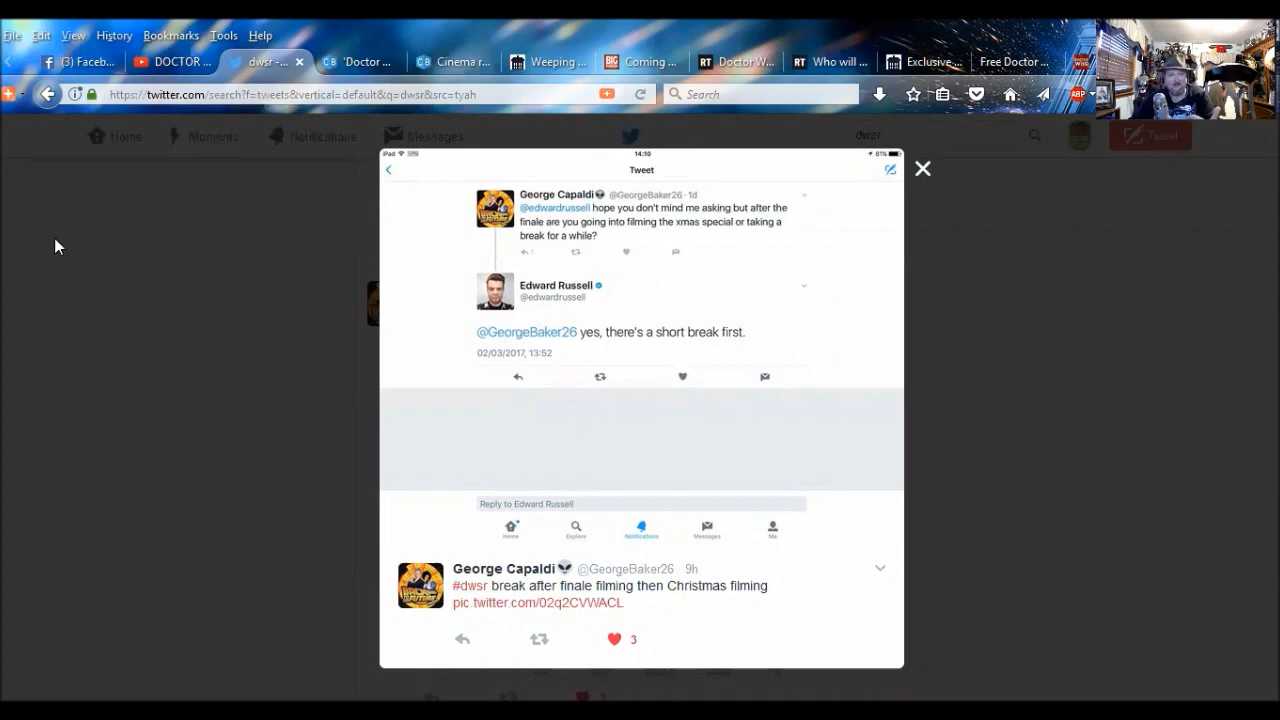 File Edit View History Bookmarks Tools Help
(3) Faceb... DOCTOR ... dwsr -... 'Doctor ... Cinema r... Weeping ... Coming ... Doctor W... Who will ... Exclusive ... Free Doctor ...
https://twitter.com/search?f=tweets&vertical=default&q=dwsr&src=tyah Search ABP
Home Moments Notifications Messages dwsr Tweet
iPad 14:10 81%
Tweet
George Capaldi @GeorgeBaker26 · 1d
@edwardrussell hope you don't mind me asking but after the
finale are you going into filming the xmas special or taking a
break for a while?
1
Edward Russell
@edwardrussell
@GeorgeBaker26 yes, there's a short break first.
02/03/2017, 13:52
Reply to Edward Russell
Home Explore Notifications Messages Me
George Capaldi @GeorgeBaker26 · 9h
#dwsr break after finale filming then Christmas filming
pic.twitter.com/02q2CVWACL
3